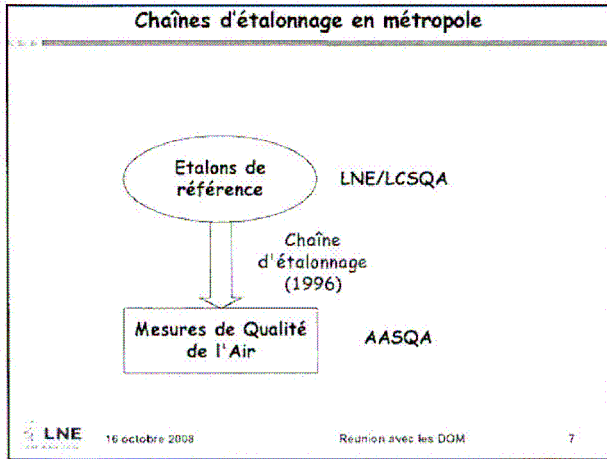 Chaînes d'étalonnage en métropole
Etalons de
référence
LNE/LCSQA
Chaîne
d'étalonnage
(1996)
Mesures de Qualité
de l'Air
AASQA
LNE
16 octobre 2008
Réunion avec les DOM
7